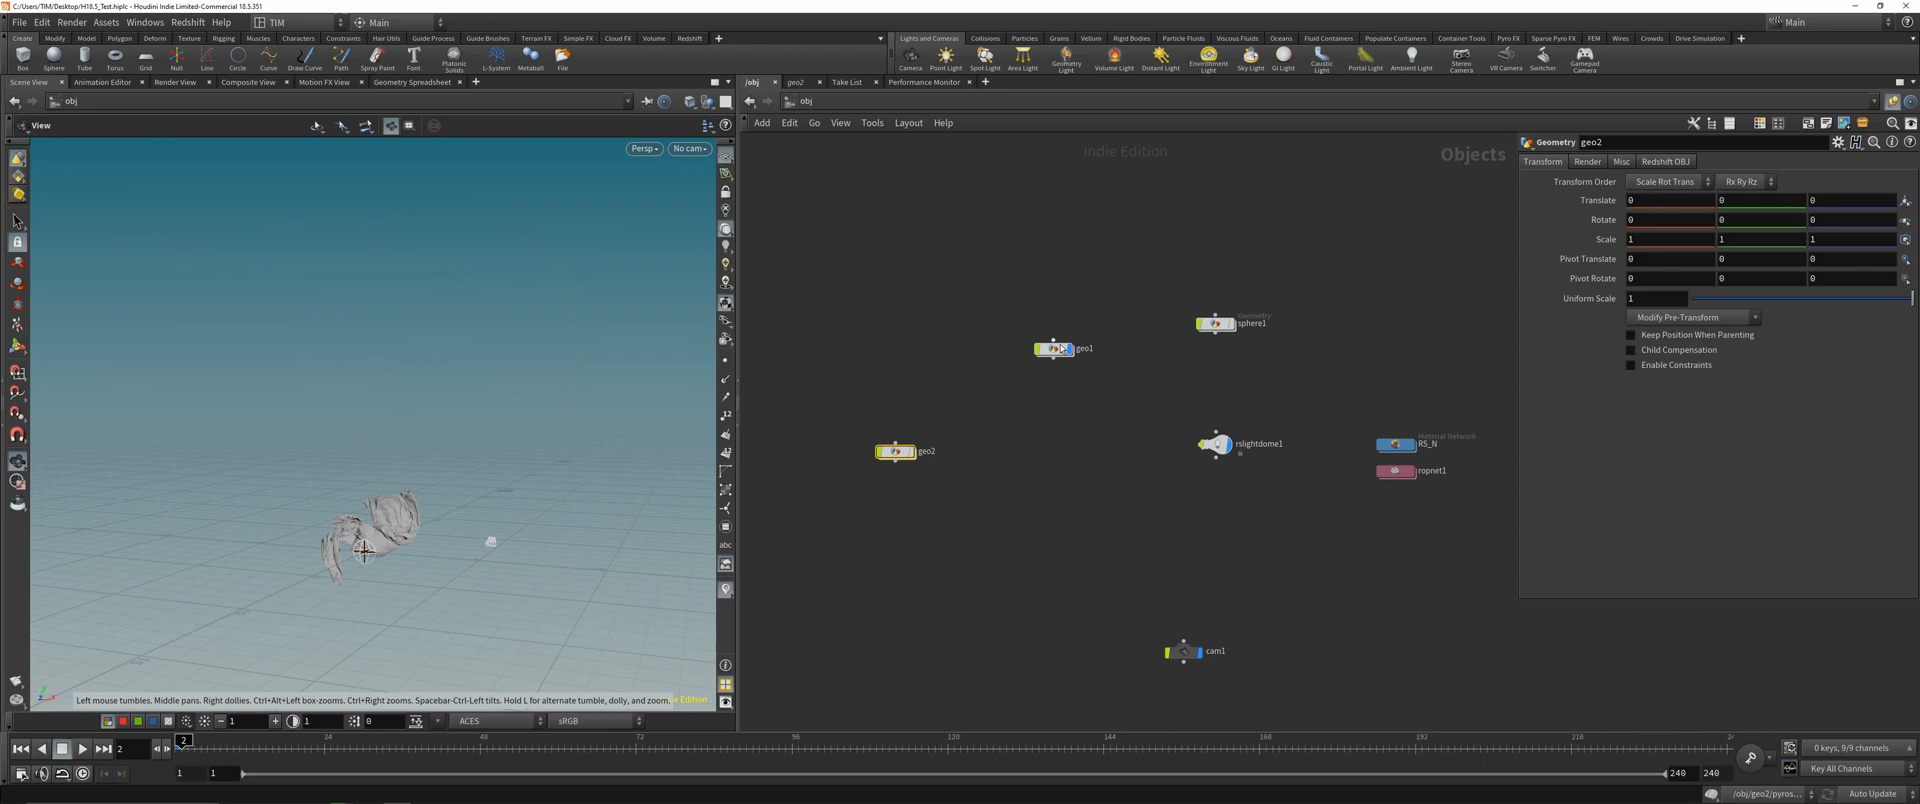 C:/Users/TIM/Desktop/H18.5_Test.hiplc - Houdini Indie Limited-Commercial 18.5.351
File Edit Render Assets Windows Redshift Help TIM Main Main
Create Modify Model Polygon Deform Texture Rigging Muscles Characters Constraints Hair Utils Guide Process Guide Brushes Terrain FX Simple FX Cloud FX Volume Redshift
Box Sphere Tube Torus Grid Null Line Circle Curve Draw Curve Path Spray Paint Font Platonic Solids L-System Metaball File
Lights and Cameras Collisions Particles Grains Vellum Rigid Bodies Particle Fluids Viscous Fluids Oceans Fluid Containers Populate Containers Container Tools Pyro FX Sparse Pyro FX FEM Wires Crowds Drive Simulation
Camera Point Light Spot Light Area Light Geometry Light Volume Light Distant Light Environment Light Sky Light GI Light Caustic Light Portal Light Ambient Light Stereo Camera VR Camera Switcher Gamepad Camera
Scene View Animation Editor Render View Composite View Motion FX View Geometry Spreadsheet
/obj geo2 Take List Performance Monitor
obj
obj
View
Persp No cam
Add Edit Go View Tools Layout Help
Indie Edition
Objects
Geometry
sphere1
geo1
geo2
rslightdome1
Material Network
RS_N
ropnet1
cam1
Geometry geo2
Transform Render Misc Redshift OBJ
Transform Order Scale Rot Trans Rx Ry Rz
Translate 0 0 0
Rotate 0 0 0
Scale 1 1 1
Pivot Translate 0 0 0
Pivot Rotate 0 0 0
Uniform Scale 1
Modify Pre-Transform
Keep Position When Parenting
Child Compensation
Enable Constraints
12
12
abc
Left mouse tumbles. Middle pans. Right dollies. Ctrl+Alt+Left box-zooms. Ctrl+Right zooms. Spacebar-Ctrl-Left tilts. Hold L for alternate tumble, dolly, and zoom.
Edition
1 1 0 ACES sRGB
2 2 24 48 72 96 120 144 168 192 216
0 keys, 9/9 channels
1 1 240 240
Key All Channels
/obj/geo2/pyros... Auto Update